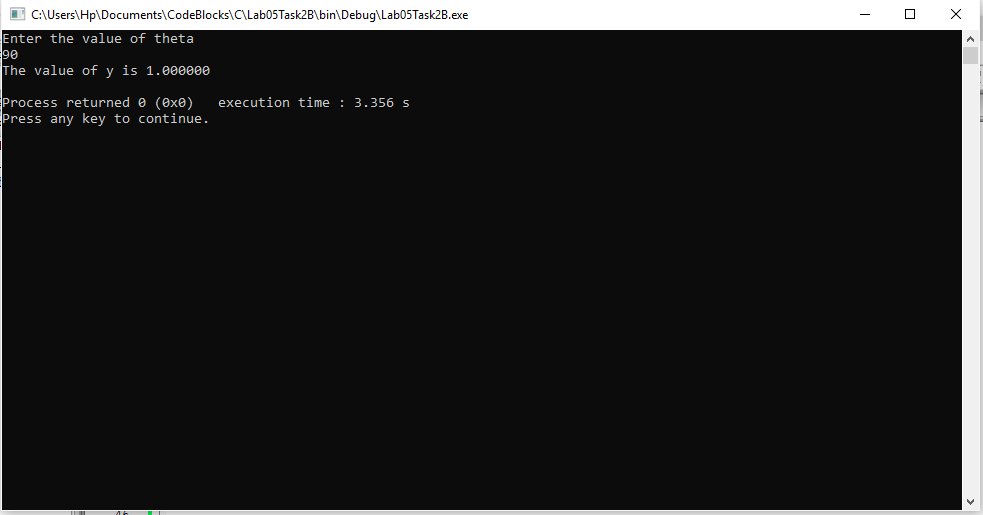 C:\Users\Hp\Documents\CodeBlocks\C\Lab05Task2B\bin\Debug\Lab05Task2B.exe
Enter the value of theta
90
The value of y is 1.000000
Process returned 0 (0x0)   execution time : 3.356 s
Press any key to continue.